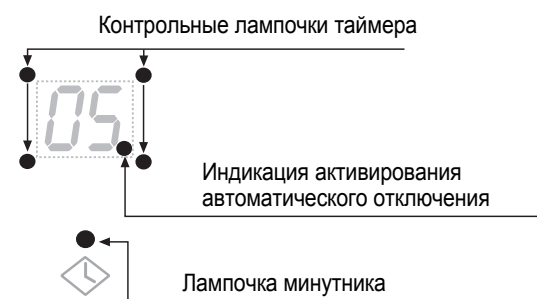 Контрольные лампочки таймера
05
Индикация активирования
автоматического отключения
Лампочка минутника